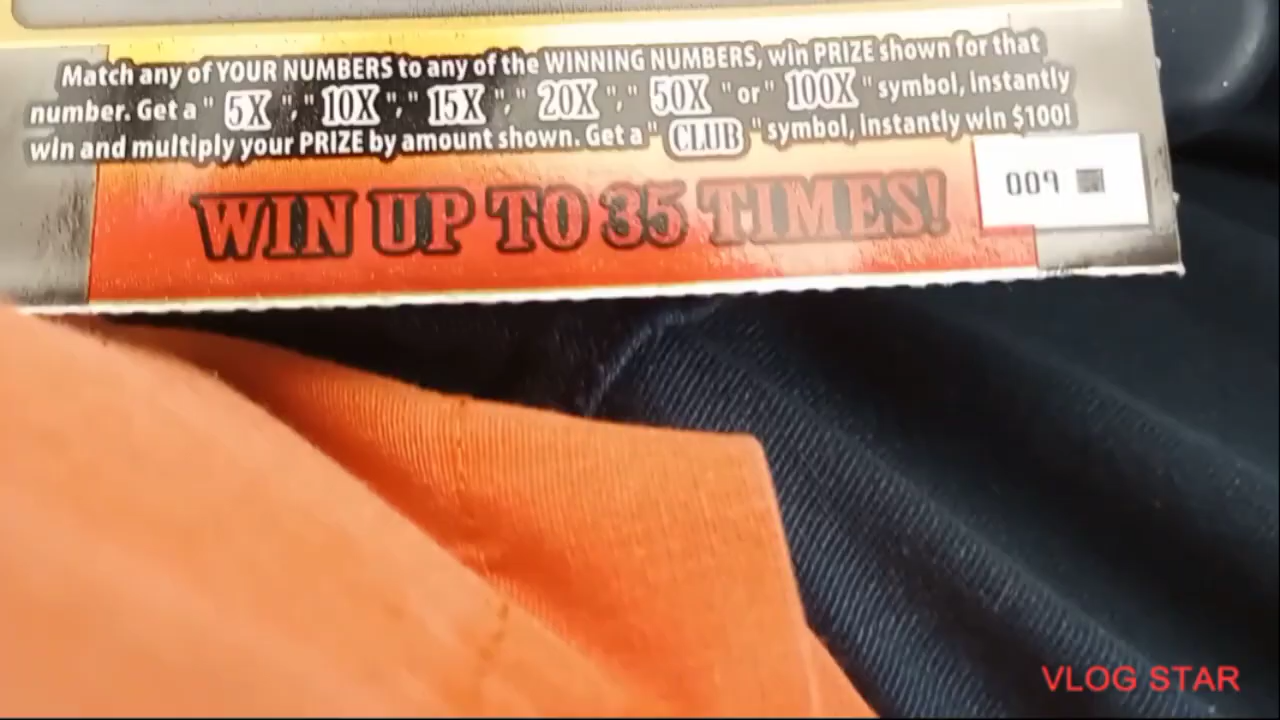 Match any of YOUR NUMBERS to any of the WINNING NUMBERS, win PRIZE shown for that
number. Get a " 5X ", " 10X ", " 15X ", " 20X ", " 50X " or " 100X " symbol, instantly
win and multiply your PRIZE by amount shown. Get a " CLUB " symbol, instantly win $100!
WIN UP TO 35 TIMES!
009
VLOG STAR